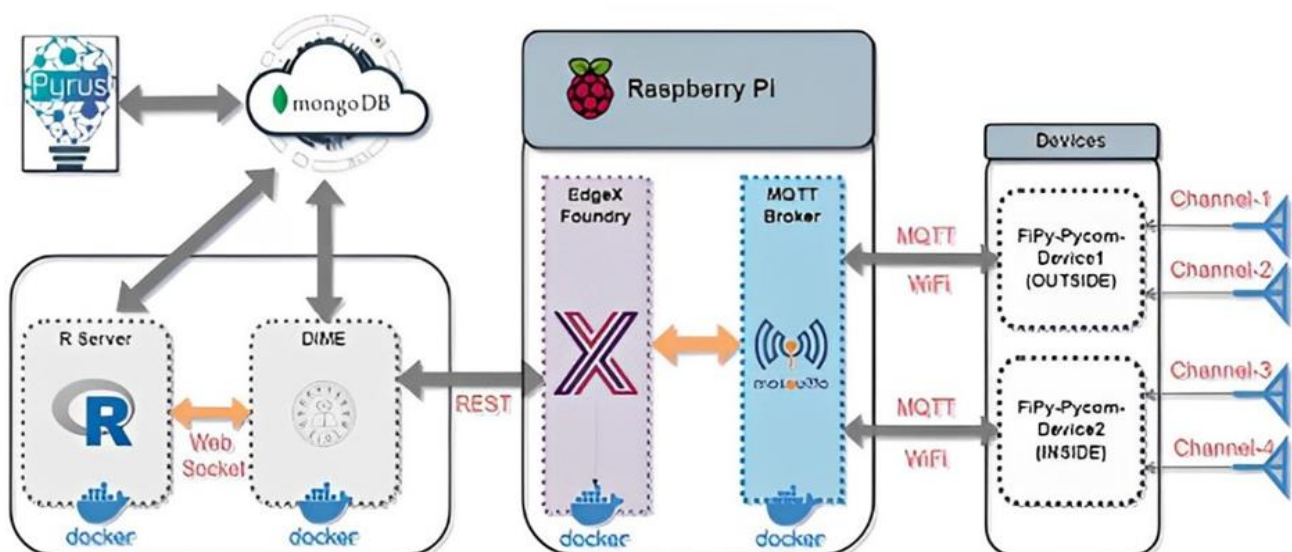 Pyrus
mongoDB
Raspberry Pi
Devices
EdgeX
Foundry
MQTT
Broker
Channel-1
MQTT
WiFi
FiPy-Pycom-
Device1
(OUTSIDE)
Channel-2
R Server
DIME
R
Web
Socket
REST
X
mosquitto
MQTT
WiFi
FiPy-Pycom-
Device2
(INSIDE)
Channel-3
Channel-4
docker
docker
docker
docker